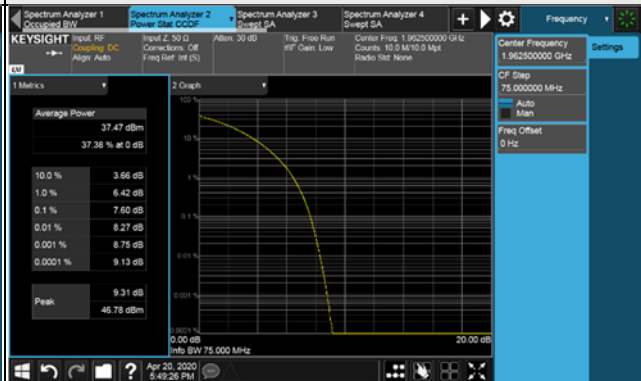 Spectrum Analyzer 1
Occupied BW
Spectrum Analyzer 2
Power Stat CCDF
Spectrum Analyzer 3
Swept SA
Spectrum Analyzer 4
Swept SA
Frequency
KEYSIGHT
Input: RF
Coupling: DC
Align: Auto
Input Z: 50 Ω
Corrections: Off
Freq Ref: Int (S)
Atten: 30 dB
Trig: Free Run
#IF Gain: Low
Center Freq: 1.962500000 GHz
Counts: 10.0 M/10.0 Mpt
Radio Std: None
Center Frequency
1.962500000 GHz
Settings
CF Step
75.000000 MHz
Auto
Man
Freq Offset
0 Hz
1 Metrics
Average Power
37.47 dBm
37.38 % at 0 dB
10.0 % 3.66 dB
1.0 % 6.42 dB
0.1 % 7.60 dB
0.01 % 8.27 dB
0.001 % 8.75 dB
0.0001 % 9.13 dB
Peak
9.31 dB
46.78 dBm
2 Graph
100 %
10 %
1 %
0.1 %
0.01 %
0.001 %
0.0001 %
0.00 dB
20.00 dB
Info BW 75.000 MHz
Apr 20, 2020
5:49:26 PM